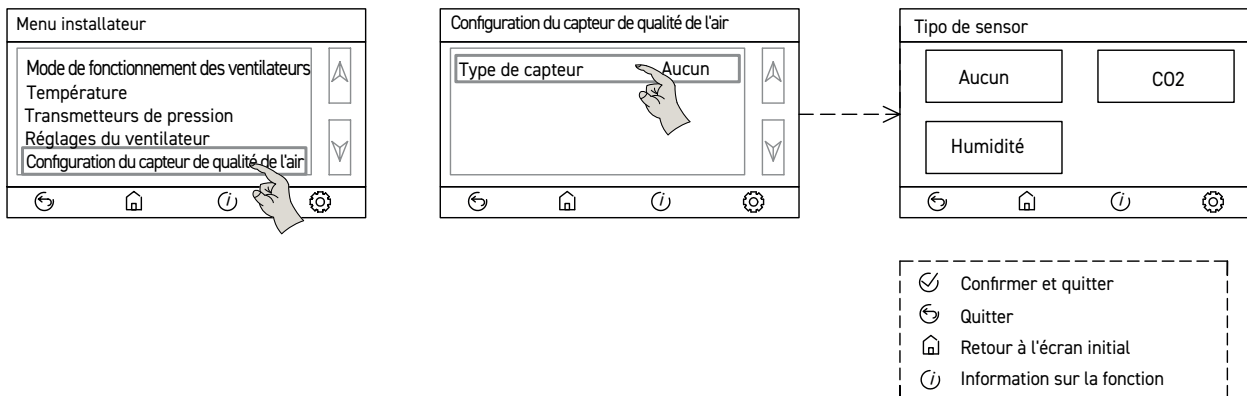 Menu installateur
Mode de fonctionnement des ventilateurs
Température
Transmetteurs de pression
Réglages du ventilateur
Configuration du capteur de qualité de l'air
Configuration du capteur de qualité de l'air
Type de capteur Aucun
Tipo de sensor
Aucun CO2
Humidité
Confirmer et quitter
Quitter
Retour à l'écran initial
Information sur la fonction